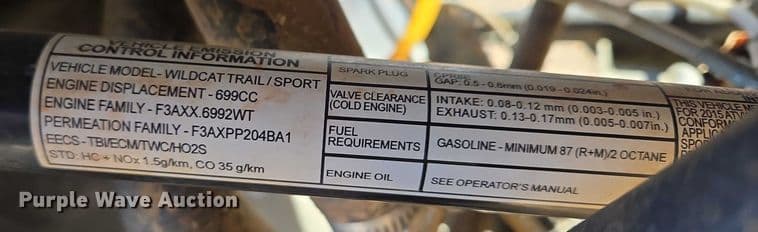 VEHICLE EMISSION
CONTROL INFORMATION
VEHICLE MODEL - WILDCAT TRAIL / SPORT
ENGINE DISPLACEMENT - 699CC
ENGINE FAMILY - F3AXX.6992WT
PERMEATION FAMILY - F3AXPP204BA1
EECS - TBI/ECM/TWC/HO2S
STD: HC + NOx 1.5g/km, CO 35 g/km
SPARK PLUG
GAP: 0.5 - 0.6mm (0.019 - 0.024in.)
VALVE CLEARANCE
(COLD ENGINE)
INTAKE: 0.08-0.12 mm (0.003-0.005 in.)
EXHAUST: 0.13-0.17mm (0.005-0.007in.)
FUEL
REQUIREMENTS
GASOLINE - MINIMUM 87 (R+M)/2 OCTANE
ENGINE OIL
SEE OPERATOR'S MANUAL
THIS VEHICLE
FOR 2015
CONFORMS
APPLIC
Purple Wave Auction